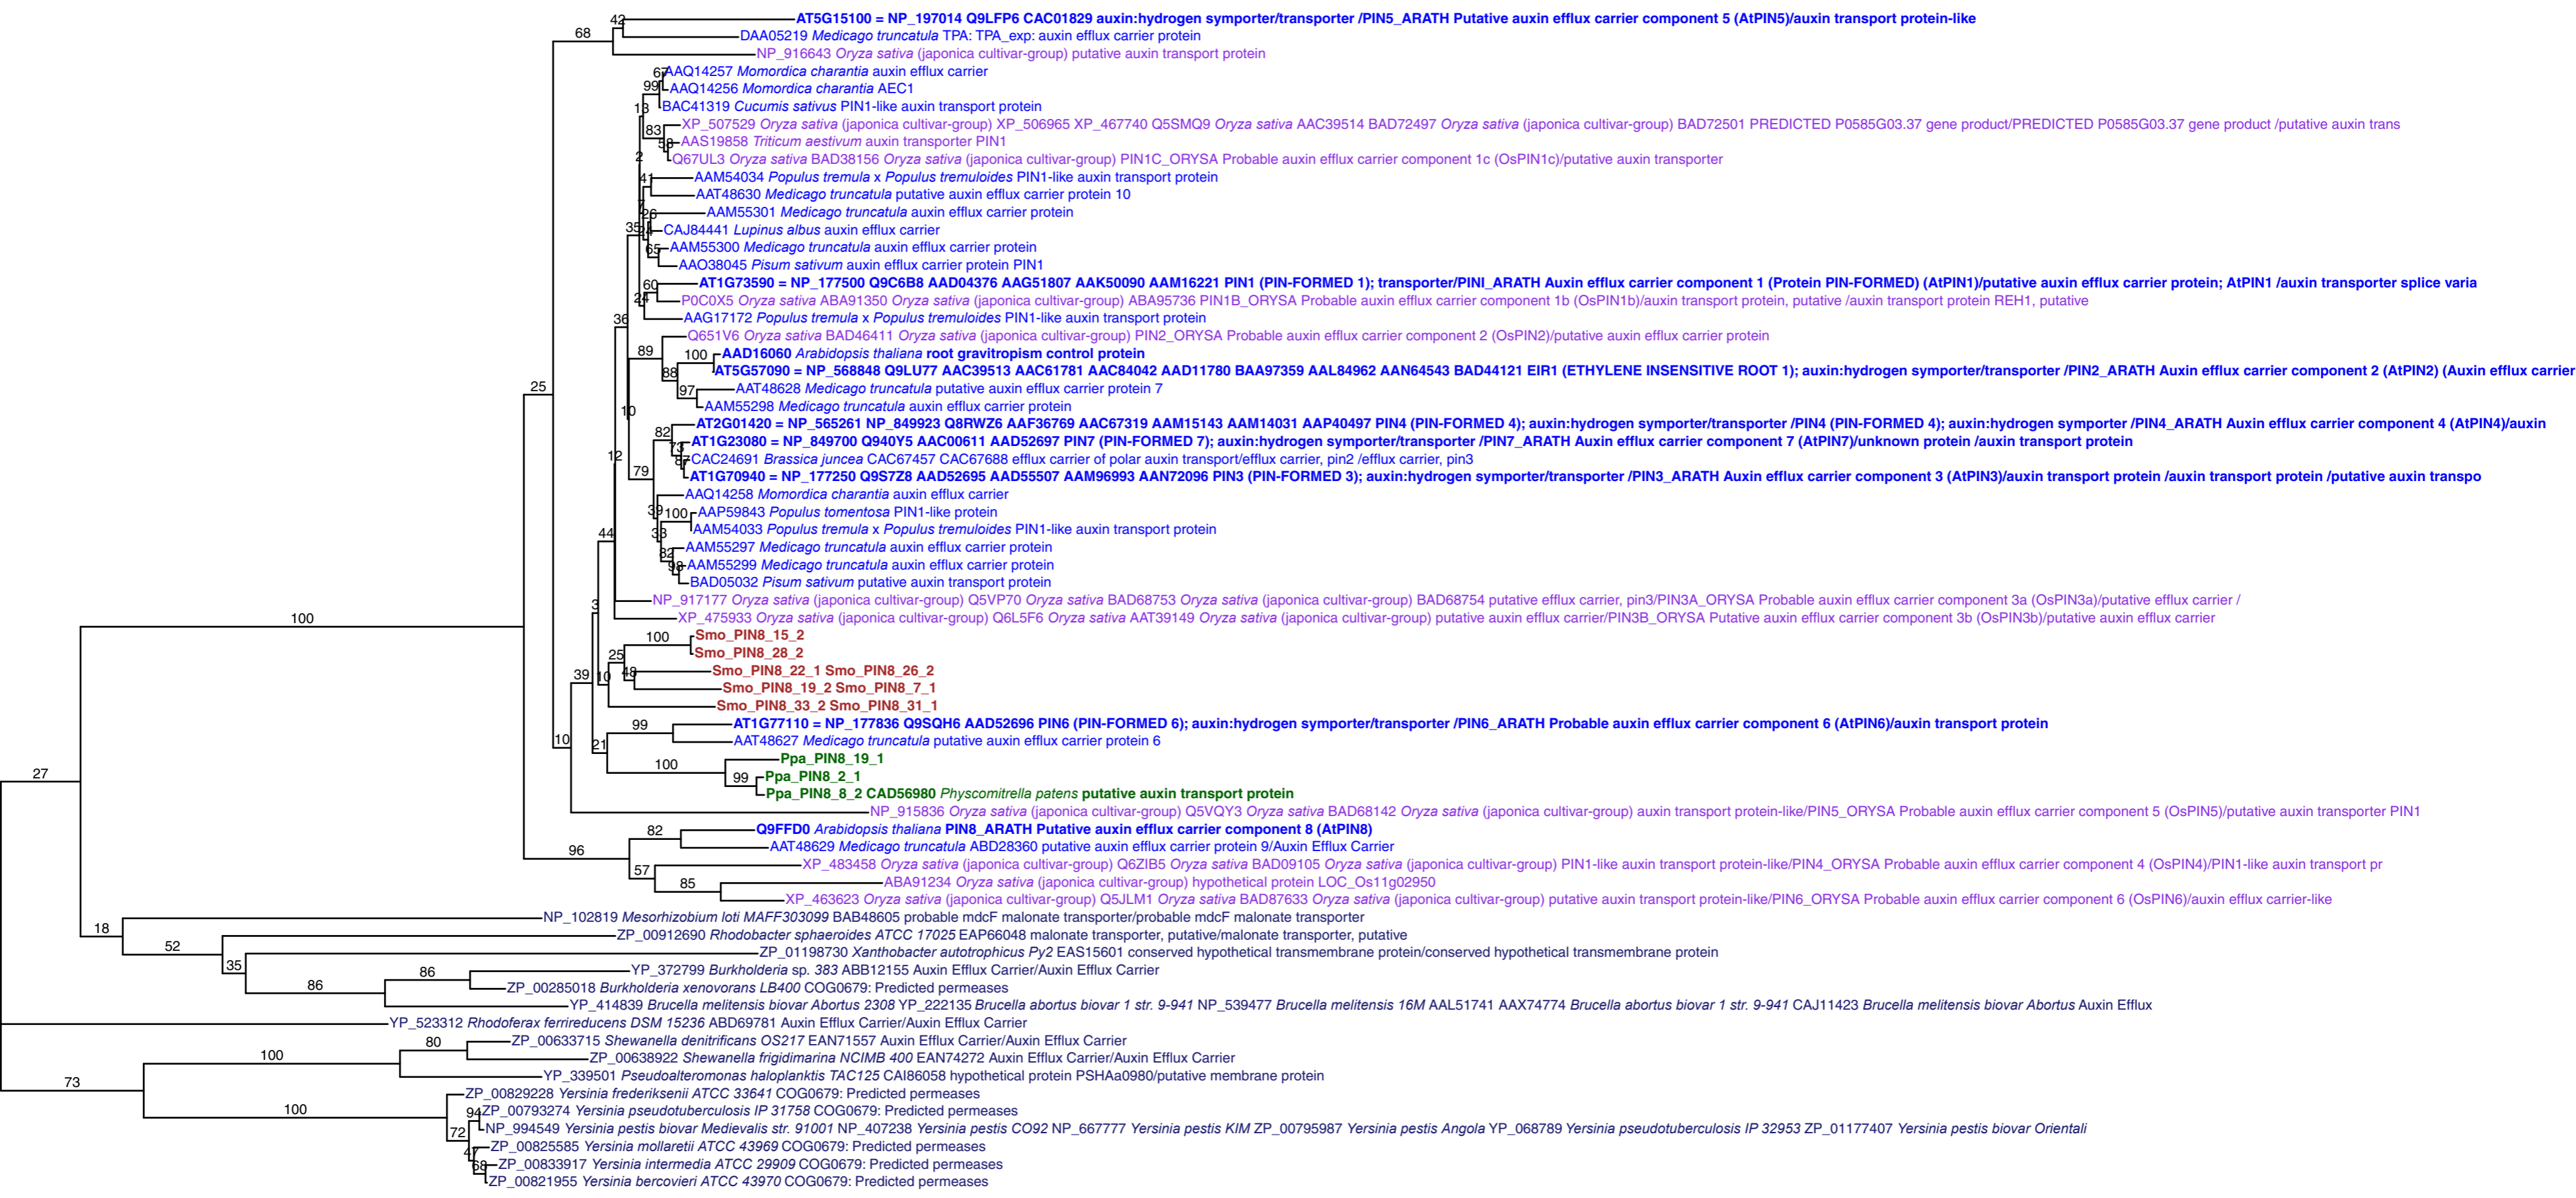 42
AT5G15100 = NP_197014 Q9LFP6 CAC01829 auxin:hydrogen symporter/transporter /PIN5_ARATH Putative auxin efflux carrier component 5 (AtPIN5)/auxin transport protein-like
68
DAA05219 Medicago truncatula TPA: TPA_exp: auxin efflux carrier protein
NP_916643 Oryza sativa (japonica cultivar-group) putative auxin transport protein
AAQ14257 Momordica charantia auxin efflux carrier
99
AAQ14256 Momordica charantia AEC1
13
BAC41319 Cucumis sativus PIN1-like auxin transport protein
83
XP_507529 Oryza sativa (japonica cultivar-group) XP_506965 XP_467740 Q5SMQ9 Oryza sativa AAC39514 BAD72497 Oryza sativa (japonica cultivar-group) BAD72501 PREDICTED P0585G03.37 gene product/PREDICTED P0585G03.37 gene product /putative auxin trans
AAS19858 Triticum aestivum auxin transporter PIN1
2
Q67UL3 Oryza sativa BAD38156 Oryza sativa (japonica cultivar-group) PIN1C_ORYSA Probable auxin efflux carrier component 1c (OsPIN1c)/putative auxin transporter
41
AAM54034 Populus tremula x Populus tremuloides PIN1-like auxin transport protein
AAT48630 Medicago truncatula putative auxin efflux carrier protein 10
26
AAM55301 Medicago truncatula auxin efflux carrier protein
35
CAJ84441 Lupinus albus auxin efflux carrier
65
AAM55300 Medicago truncatula auxin efflux carrier protein
AAO38045 Pisum sativum auxin efflux carrier protein PIN1
60
AT1G73590 = NP_177500 Q9C6B8 AAD04376 AAG51807 AAK50090 AAM16221 PIN1 (PIN-FORMED 1); transporter/PINI_ARATH Auxin efflux carrier component 1 (Protein PIN-FORMED) (AtPIN1)/putative auxin efflux carrier protein; AtPIN1 /auxin transporter splice varia
24
P0C0X5 Oryza sativa ABA91350 Oryza sativa (japonica cultivar-group) ABA95736 PIN1B_ORYSA Probable auxin efflux carrier component 1b (OsPIN1b)/auxin transport protein, putative /auxin transport protein REH1, putative
36
AAG17172 Populus tremula x Populus tremuloides PIN1-like auxin transport protein
Q651V6 Oryza sativa BAD46411 Oryza sativa (japonica cultivar-group) PIN2_ORYSA Probable auxin efflux carrier component 2 (OsPIN2)/putative auxin efflux carrier protein
89
100
AAD16060 Arabidopsis thaliana root gravitropism control protein
88
AT5G57090 = NP_568848 Q9LU77 AAC39513 AAC61781 AAC84042 AAD11780 BAA97359 AAL84962 AAN64543 BAD44121 EIR1 (ETHYLENE INSENSITIVE ROOT 1); auxin:hydrogen symporter/transporter /PIN2_ARATH Auxin efflux carrier component 2 (AtPIN2) (Auxin efflux carrier
25
97
AAT48628 Medicago truncatula putative auxin efflux carrier protein 7
10
AAM55298 Medicago truncatula auxin efflux carrier protein
82
AT2G01420 = NP_565261 NP_849923 Q8RWZ6 AAF36769 AAC67319 AAM15143 AAM14031 AAP40497 PIN4 (PIN-FORMED 4); auxin:hydrogen symporter/transporter /PIN4 (PIN-FORMED 4); auxin:hydrogen symporter /PIN4_ARATH Auxin efflux carrier component 4 (AtPIN4)/auxin
73
AT1G23080 = NP_849700 Q940Y5 AAC00611 AAD52697 PIN7 (PIN-FORMED 7); auxin:hydrogen symporter/transporter /PIN7_ARATH Auxin efflux carrier component 7 (AtPIN7)/unknown protein /auxin transport protein
12
CAC24691 Brassica juncea CAC67457 CAC67688 efflux carrier of polar auxin transport/efflux carrier, pin2 /efflux carrier, pin3
79
AT1G70940 = NP_177250 Q9S7Z8 AAD52695 AAD55507 AAM96993 AAN72096 PIN3 (PIN-FORMED 3); auxin:hydrogen symporter/transporter /PIN3_ARATH Auxin efflux carrier component 3 (AtPIN3)/auxin transport protein /auxin transport protein /putative auxin transpo
AAQ14258 Momordica charantia auxin efflux carrier
39
100
AAP59843 Populus tomentosa PIN1-like protein
44
33
AAM54033 Populus tremula x Populus tremuloides PIN1-like auxin transport protein
82
AAM55297 Medicago truncatula auxin efflux carrier protein
98
AAM55299 Medicago truncatula auxin efflux carrier protein
BAD05032 Pisum sativum putative auxin transport protein
3
NP_917177 Oryza sativa (japonica cultivar-group) Q5VP70 Oryza sativa BAD68753 Oryza sativa (japonica cultivar-group) BAD68754 putative efflux carrier, pin3/PIN3A_ORYSA Probable auxin efflux carrier component 3a (OsPIN3a)/putative efflux carrier /
100
XP_475933 Oryza sativa (japonica cultivar-group) Q6L5F6 Oryza sativa AAT39149 Oryza sativa (japonica cultivar-group) putative auxin efflux carrier/PIN3B_ORYSA Putative auxin efflux carrier component 3b (OsPIN3b)/putative auxin efflux carrier
100
Smo_PIN8_15_2
25
Smo_PIN8_28_2
39
10
48
Smo_PIN8_22_1 Smo_PIN8_26_2
Smo_PIN8_19_2 Smo_PIN8_7_1
Smo_PIN8_33_2 Smo_PIN8_31_1
99
AT1G77110 = NP_177836 Q9SQH6 AAD52696 PIN6 (PIN-FORMED 6); auxin:hydrogen symporter/transporter /PIN6_ARATH Probable auxin efflux carrier component 6 (AtPIN6)/auxin transport protein
10
21
AAT48627 Medicago truncatula putative auxin efflux carrier protein 6
100
Ppa_PIN8_19_1
27
99
Ppa_PIN8_2_1
Ppa_PIN8_8_2 CAD56980 Physcomitrella patens putative auxin transport protein
NP_915836 Oryza sativa (japonica cultivar-group) Q5VQY3 Oryza sativa BAD68142 Oryza sativa (japonica cultivar-group) auxin transport protein-like/PIN5_ORYSA Probable auxin efflux carrier component 5 (OsPIN5)/putative auxin transporter PIN1
82
Q9FFD0 Arabidopsis thaliana PIN8_ARATH Putative auxin efflux carrier component 8 (AtPIN8)
96
AAT48629 Medicago truncatula ABD28360 putative auxin efflux carrier protein 9/Auxin Efflux Carrier
57
XP_483458 Oryza sativa (japonica cultivar-group) Q6ZIB5 Oryza sativa BAD09105 Oryza sativa (japonica cultivar-group) PIN1-like auxin transport protein-like/PIN4_ORYSA Probable auxin efflux carrier component 4 (OsPIN4)/PIN1-like auxin transport pr
85
ABA91234 Oryza sativa (japonica cultivar-group) hypothetical protein LOC_Os11g02950
XP_463623 Oryza sativa (japonica cultivar-group) Q5JLM1 Oryza sativa BAD87633 Oryza sativa (japonica cultivar-group) putative auxin transport protein-like/PIN6_ORYSA Probable auxin efflux carrier component 6 (OsPIN6)/auxin efflux carrier-like
NP_102819 Mesorhizobium loti MAFF303099 BAB48605 probable mdcF malonate transporter/probable mdcF malonate transporter
18
ZP_00912690 Rhodobacter sphaeroides ATCC 17025 EAP66048 malonate transporter, putative/malonate transporter, putative
52
ZP_01198730 Xanthobacter autotrophicus Py2 EAS15601 conserved hypothetical transmembrane protein/conserved hypothetical transmembrane protein
35
86
YP_372799 Burkholderia sp. 383 ABB12155 Auxin Efflux Carrier/Auxin Efflux Carrier
86
ZP_00285018 Burkholderia xenovorans LB400 COG0679: Predicted permeases
YP_414839 Brucella melitensis biovar Abortus 2308 YP_222135 Brucella abortus biovar 1 str. 9-941 NP_539477 Brucella melitensis 16M AAL51741 AAX74774 Brucella abortus biovar 1 str. 9-941 CAJ11423 Brucella melitensis biovar Abortus Auxin Efflux
YP_523312 Rhodoferax ferrireducens DSM 15236 ABD69781 Auxin Efflux Carrier/Auxin Efflux Carrier
80
ZP_00633715 Shewanella denitrificans OS217 EAN71557 Auxin Efflux Carrier/Auxin Efflux Carrier
100
ZP_00638922 Shewanella frigidimarina NCIMB 400 EAN74272 Auxin Efflux Carrier/Auxin Efflux Carrier
73
YP_339501 Pseudoalteromonas haloplanktis TAC125 CAI86058 hypothetical protein PSHAa0980/putative membrane protein
ZP_00829228 Yersinia frederiksenii ATCC 33641 COG0679: Predicted permeases
100
94
ZP_00793274 Yersinia pseudotuberculosis IP 31758 COG0679: Predicted permeases
72
NP_994549 Yersinia pestis biovar Medievalis str. 91001 NP_407238 Yersinia pestis CO92 NP_667777 Yersinia pestis KIM ZP_00795987 Yersinia pestis Angola YP_068789 Yersinia pseudotuberculosis IP 32953 ZP_01177407 Yersinia pestis biovar Orientali
47
ZP_00825585 Yersinia mollaretii ATCC 43969 COG0679: Predicted permeases
68
ZP_00833917 Yersinia intermedia ATCC 29909 COG0679: Predicted permeases
ZP_00821955 Yersinia bercovieri ATCC 43970 COG0679: Predicted permeases